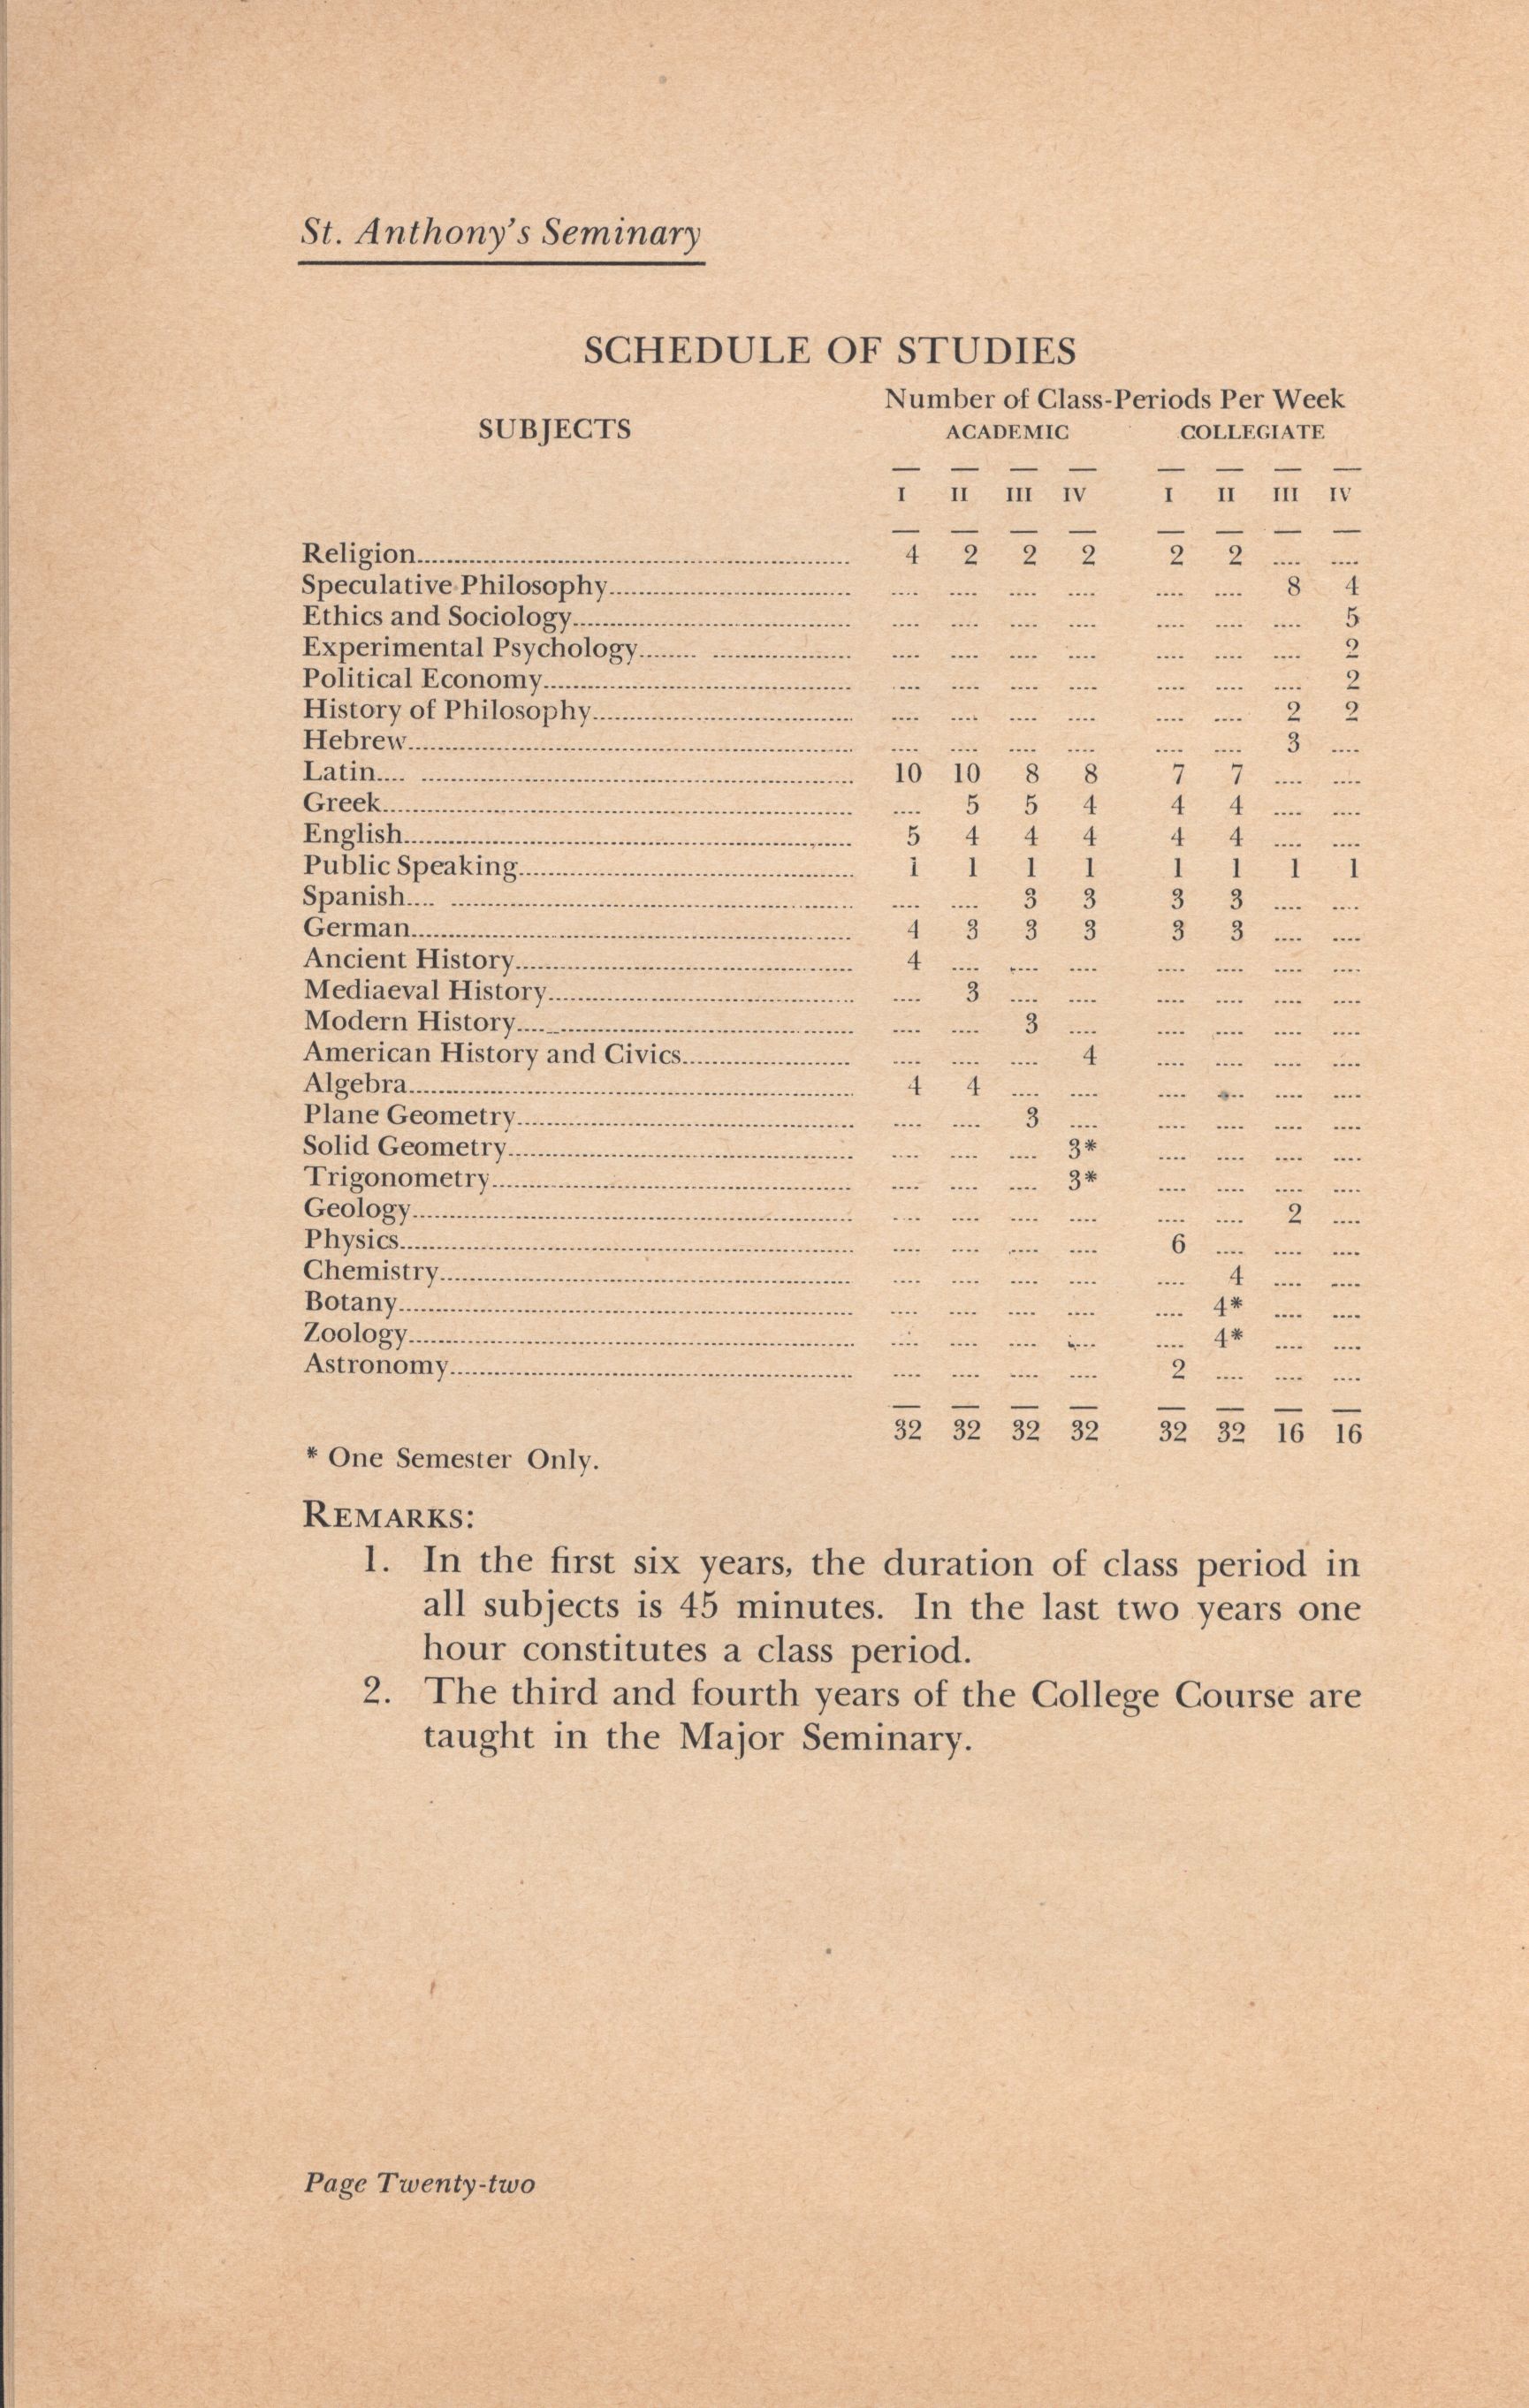 St. Anthony's Seminary
SCHEDULE OF STUDIES
Number of Class-Periods Per Week
SUBJECTS ACADEMIC COLLEGIATE
I II III IV I II III IV
Religion........ 4 2 2 2 2 2 .... ....
Speculative Philosophy........ .... .... .... .... .... .... 8 4
Ethics and Sociology........ .... .... .... .... .... .... .... 5
Experimental Psychology........ .... .... .... .... .... .... .... 2
Political Economy........ .... .... .... .... .... .... .... 2
History of Philosophy........ .... .... .... .... .... .... 2 2
Hebrew........ .... .... .... .... .... .... 3 ....
Latin........ 10 10 8 8 7 7 .... ....
Greek........ .... 5 5 4 4 4 .... ....
English........ 5 4 4 4 4 4 .... ....
Public Speaking........ 1 1 1 1 1 1 1 1
Spanish........ .... .... 3 3 3 3 .... ....
German........ 4 3 3 3 3 3 .... ....
Ancient History........ 4 .... .... .... .... .... .... ....
Mediaeval History........ .... 3 .... .... .... .... .... ....
Modern History........ .... .... 3 .... .... .... .... ....
American History and Civics........ .... .... .... 4 .... .... .... ....
Algebra........ 4 4 .... .... .... .... .... ....
Plane Geometry........ .... .... 3 .... .... .... .... ....
Solid Geometry........ .... .... .... 3* .... .... .... ....
Trigonometry........ .... .... .... 3* .... .... .... ....
Geology........ .... .... .... .... .... .... 2 ....
Physics........ .... .... .... .... 6 .... .... ....
Chemistry........ .... .... .... .... .... 4 .... ....
Botany........ .... .... .... .... .... 4* .... ....
Zoology........ .... .... .... .... .... 4* .... ....
Astronomy........ .... .... .... .... 2 .... .... ....
32 32 32 32 32 32 16 16
* One Semester Only.
REMARKS:
1. In the first six years, the duration of class period in
all subjects is 45 minutes. In the last two years one
hour constitutes a class period.
2. The third and fourth years of the College Course are
taught in the Major Seminary.
Page Twenty-two